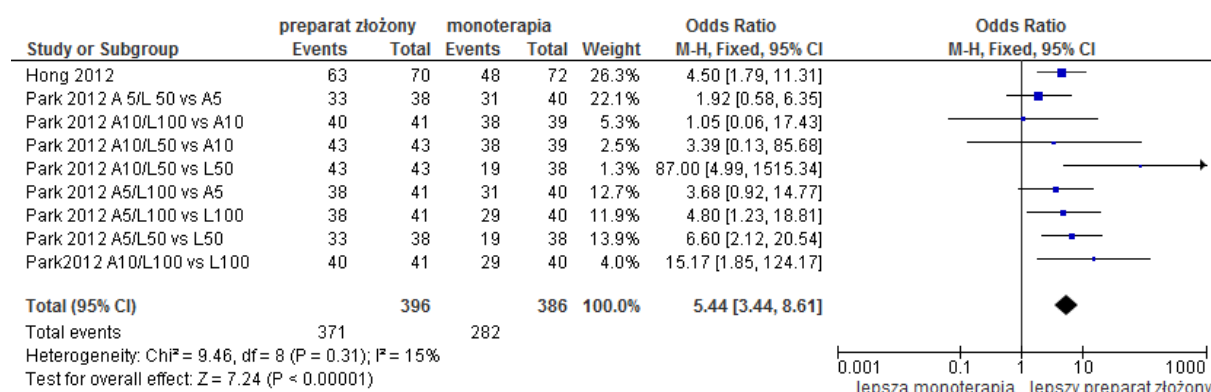 preparat złożony monoterapia Odds Ratio Odds Ratio
Study or Subgroup Events Total Events Total Weight M-H, Fixed, 95% CI M-H, Fixed, 95% CI
Hong 2012 63 70 48 72 26.3% 4.50 [1.79, 11.31]
Park 2012 A 5/L 50 vs A5 33 38 31 40 22.1% 1.92 [0.58, 6.35]
Park 2012 A10/L100 vs A10 40 41 38 39 5.3% 1.05 [0.06, 17.43]
Park 2012 A10/L50 vs A10 43 43 38 39 2.5% 3.39 [0.13, 85.68]
Park 2012 A10/L50 vs L50 43 43 19 38 1.3% 87.00 [4.99, 1515.34]
Park 2012 A5/L100 vs A5 38 41 31 40 12.7% 3.68 [0.92, 14.77]
Park 2012 A5/L100 vs L100 38 41 29 40 11.9% 4.80 [1.23, 18.81]
Park 2012 A5/L50 vs L50 33 38 19 38 13.9% 6.60 [2.12, 20.54]
Park2012 A10/L100 vs L100 40 41 29 40 4.0% 15.17 [1.85, 124.17]
Total (95% CI) 396 386 100.0% 5.44 [3.44, 8.61]
Total events 371 282
Heterogeneity: Chi² = 9.46, df = 8 (P = 0.31); I² = 15%
Test for overall effect: Z = 7.24 (P < 0.00001)
0.001 0.1 1 10 1000
lepsza monoterapia lepszy preparat złożony